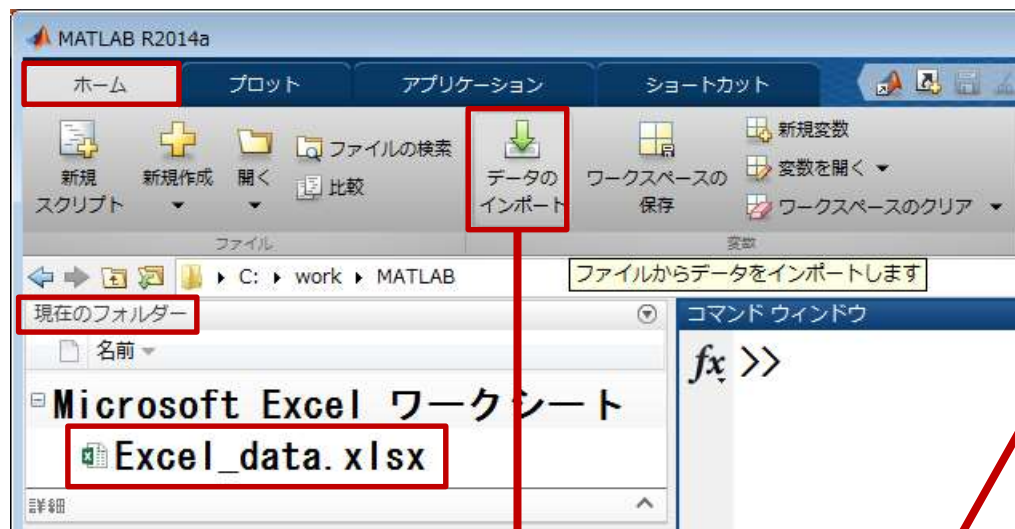 MATLAB R2014a
ホーム プロット アプリケーション ショートカット
新規
スクリプト
新規作成
開く
ファイルの検索
比較
データの
インポート
ワークスペースの
保存
新規変数
変数を開く
ワークスペースのクリア
ファイル 変数
C: work MATLAB
ファイルからデータをインポートします
現在のフォルダー
コマンド ウィンドウ
名前
fx >>
Microsoft Excel ワークシート
Excel_data.xlsx
詳細